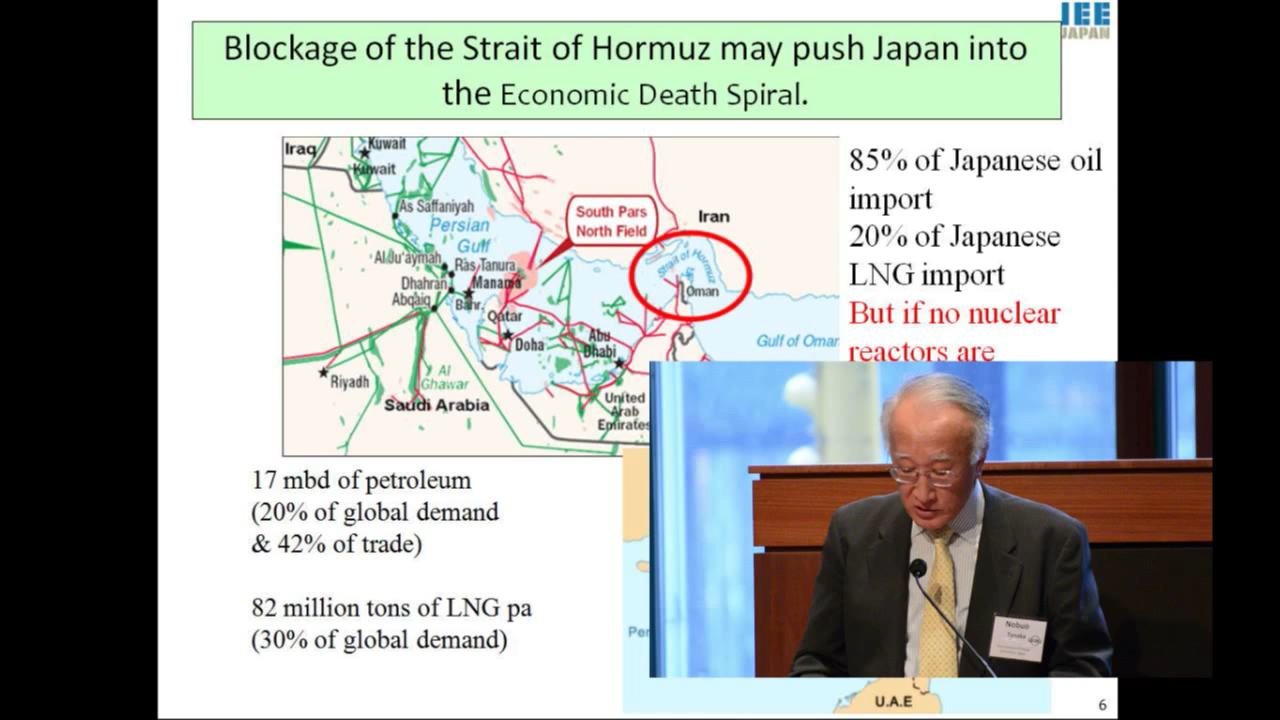 IEE
JAPAN
Blockage of the Strait of Hormuz may push Japan into
the Economic Death Spiral.
Iraq
Kuwait
Kuwait
As Saffaniyah
Persian
Gulf
South Pars
North Field
Iran
Strait of Hormuz
Al Ju'aymah
Ras Tanura
Dhahran
Manama
Abqaiq
Bahr.
Qatar
Doha
Abu
Dhabi
Oman
Gulf of Oman
Riyadh
Al
Ghawar
Saudi Arabia
United
Arab
Emirates
85% of Japanese oil
import
20% of Japanese
LNG import
But if no nuclear
reactors are
17 mbd of petroleum
(20% of global demand
& 42% of trade)
82 million tons of LNG pa
(30% of global demand)
Nobuo
Tanaka
Per
U.A.E
6